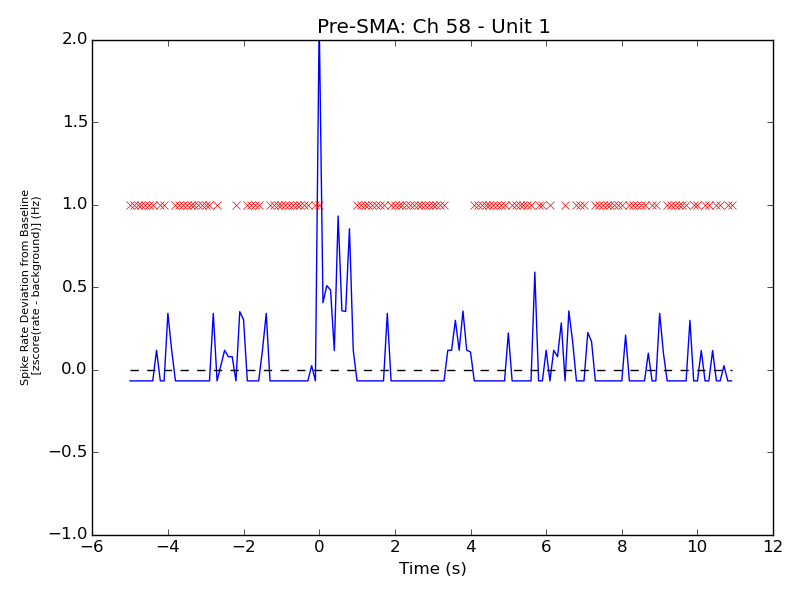 Pre-SMA: Ch 58 - Unit 1
Spike Rate Deviation from Baseline
[zscore(rate - background)] (Hz)
2.0
1.5
1.0
0.5
0.0
−0.5
−1.0
−6 −4 −2 0 2 4 6 8 10 12
Time (s)